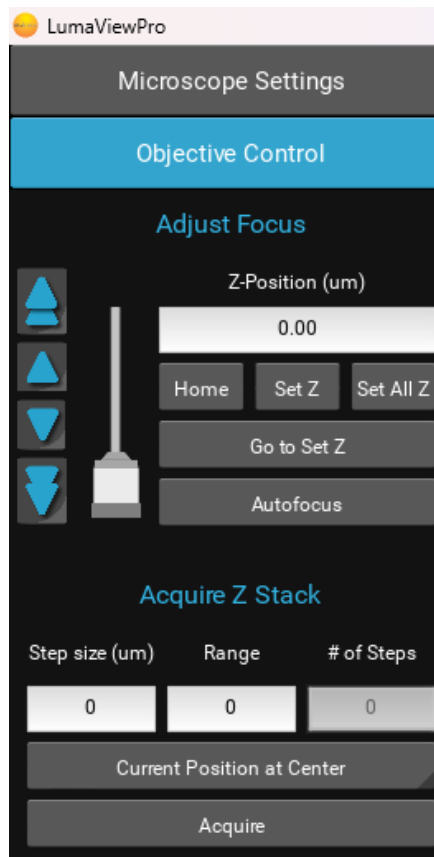 LumaViewPro
Microscope Settings
Objective Control
Adjust Focus
Z-Position (um)
0.00
Home Set Z Set All Z
Go to Set Z
Autofocus
Acquire Z Stack
Step size (um) Range # of Steps
0 0 0
Current Position at Center
Acquire